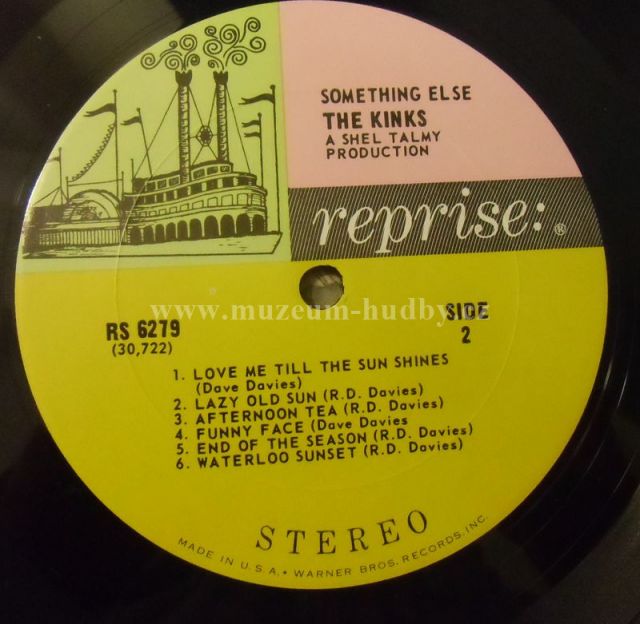 SOMETHING ELSE
THE KINKS
A SHEL TALMY
PRODUCTION
reprise:®
www.muzeum-hudby.cz
RS 6279
(30,722)
SIDE
2
1. LOVE ME TILL THE SUN SHINES
(Dave Davies)
2. LAZY OLD SUN (R.D. Davies)
3. AFTERNOON TEA (R.D. Davies)
4. FUNNY FACE (Dave Davies
5. END OF THE SEASON (R.D. Davies)
6. WATERLOO SUNSET (R.D. Davies)
STEREO
MADE IN U.S.A. • WARNER BROS. RECORDS, INC.